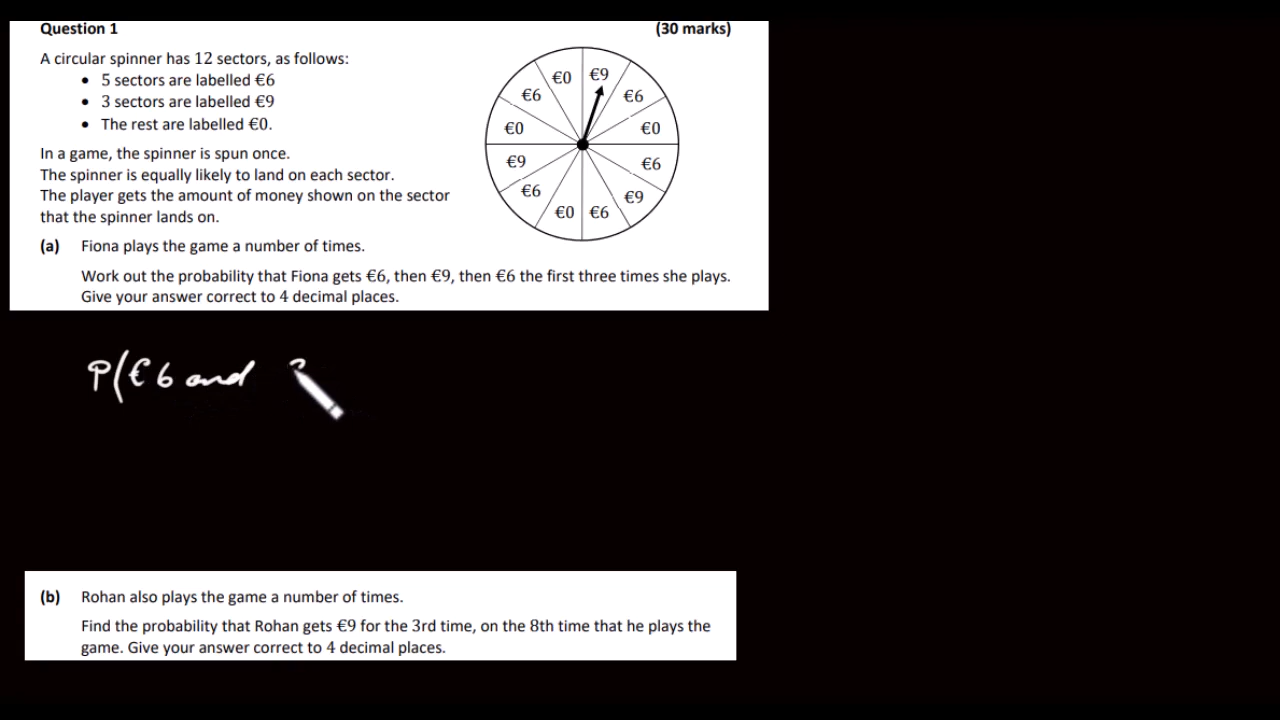 Question 1 (30 marks)
A circular spinner has 12 sectors, as follows:
• 5 sectors are labelled €6
• 3 sectors are labelled €9
• The rest are labelled €0.
In a game, the spinner is spun once.
The spinner is equally likely to land on each sector.
The player gets the amount of money shown on the sector
that the spinner lands on.
€0 €9
€6 €6
€0 €0
€9 €6
€6 €9
€0 €6
(a) Fiona plays the game a number of times.
Work out the probability that Fiona gets €6, then €9, then €6 the first three times she plays.
Give your answer correct to 4 decimal places.
P(€6 and
(b) Rohan also plays the game a number of times.
Find the probability that Rohan gets €9 for the 3rd time, on the 8th time that he plays the
game. Give your answer correct to 4 decimal places.